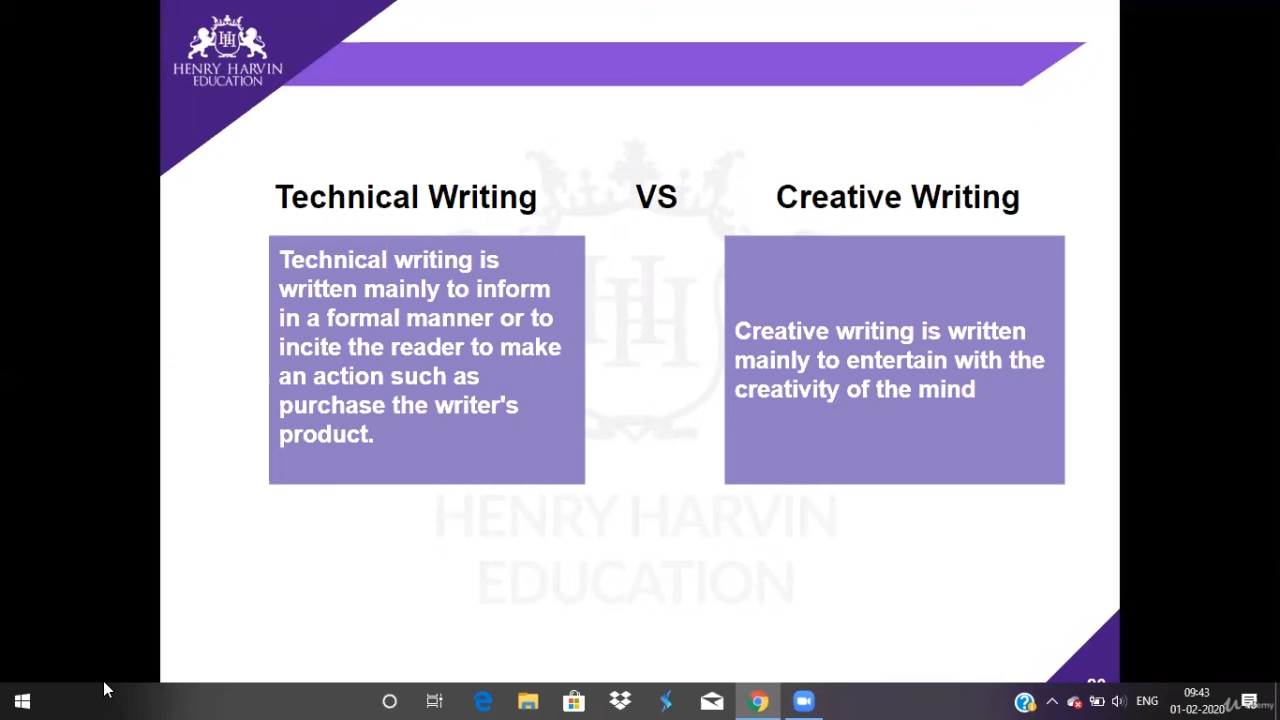 HENRY HARVIN
EDUCATION
Technical Writing VS Creative Writing
Technical writing is
written mainly to inform
in a formal manner or to
incite the reader to make
an action such as
purchase the writer's
product.
Creative writing is written
mainly to entertain with the
creativity of the mind
HENRY HARVIN
EDUCATION
ENG
09:43
01-02-2020